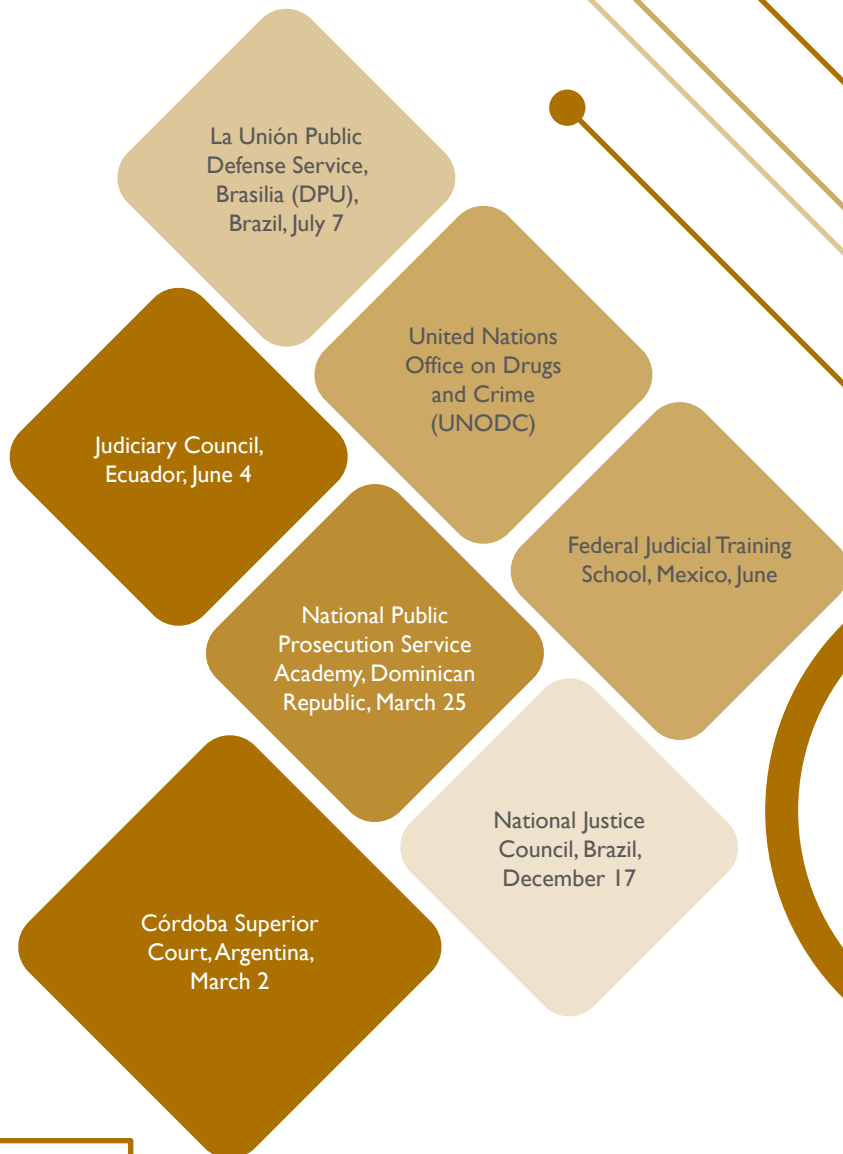 La Unión Public
Defense Service,
Brasilia (DPU),
Brazil, July 7
United Nations
Office on Drugs
and Crime
(UNODC)
Judiciary Council,
Ecuador, June 4
Federal Judicial Training
School, Mexico, June
National Public
Prosecution Service
Academy, Dominican
Republic, March 25
National Justice
Council, Brazil,
December 17
Córdoba Superior
Court, Argentina,
March 2